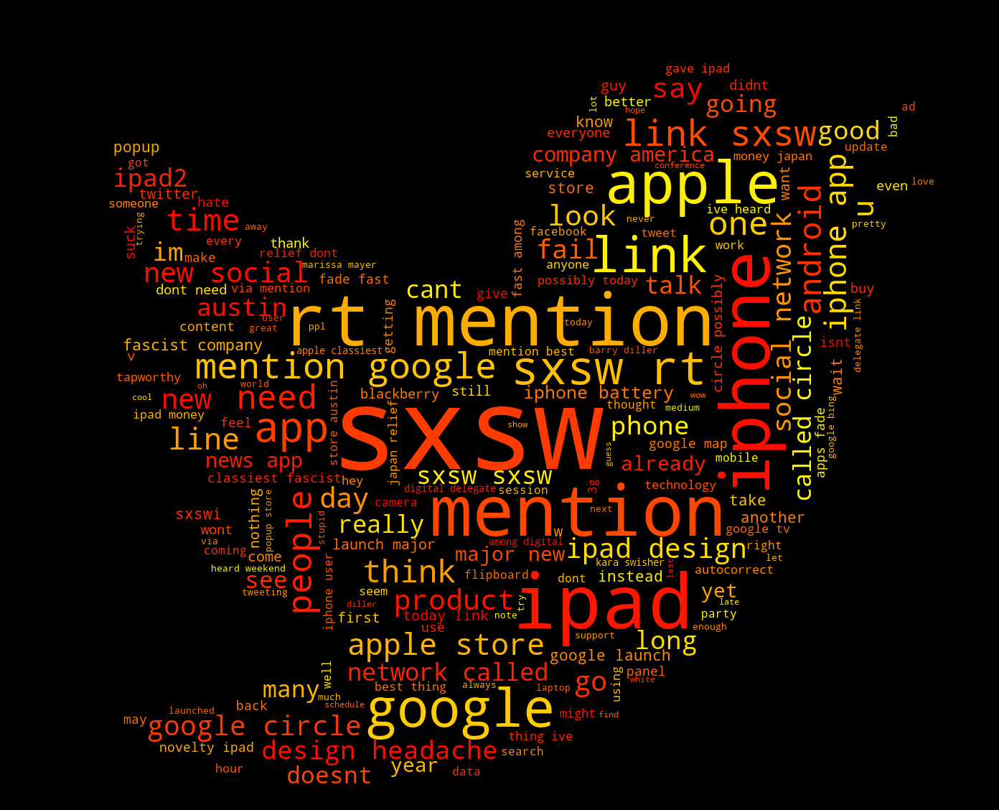 gave ipad
guy
say
didnt
lot
better
hope
going
ad
know
everyone
link sxsw
good
bad
popup
got
company america
conference
money japan
update
ipad2
service
apple
want
iphone app
even
love
twitter
hate
store
someone
trying
time
away
look
never
ive heard
one
u
pretty
android
suck
every
thank
facebook
tweet
work
social network
im
make
relief dont
marissa mayer
fast among
fail
link
anyone
iphone
new social
fade fast
possibly today
talk
circle possibly
dont need
via mention
cant
give
buy
austin
user
great
rt mention
getting
today
ppl
content
delegate link
fascist company
v
apple classiest
mention best
barry diller
isnt
called circle
wait
tapworthy
mention google
sxsw rt
oh
world
new
need
cool
blackberry
still
iphone battery
wow
thought
medium
google bing
apps fade
ipad money
feel
app
store austin
japan relief
sxsw
show
phone
line
google map
guess
mobile
news app
already
classiest fascist
hey
sxsw sxsw
digital delegate
session
3g
technology
people
nothing
popup store
day
camera
mention
next
take
sxswi
stupid
another
wont
really
w
google tv
via
coming
launch major
among digital
right
come
major new
ipad design
let
heard weekend
iphone user
kara swisher
last
autocorrect
see
think
flipboard
dont
instead
tweeting
seem
ipad
yet
late
diller
product
try
party
first
today link
note
use
enough
support
apple store
long
google launch
well
network called
go
using
panel
white
many
much
best thing
always
laptop
schedule
back
launched
google
might
find
may
google circle
thing ive
novelty ipad
design headache
search
hour
doesnt
year
data